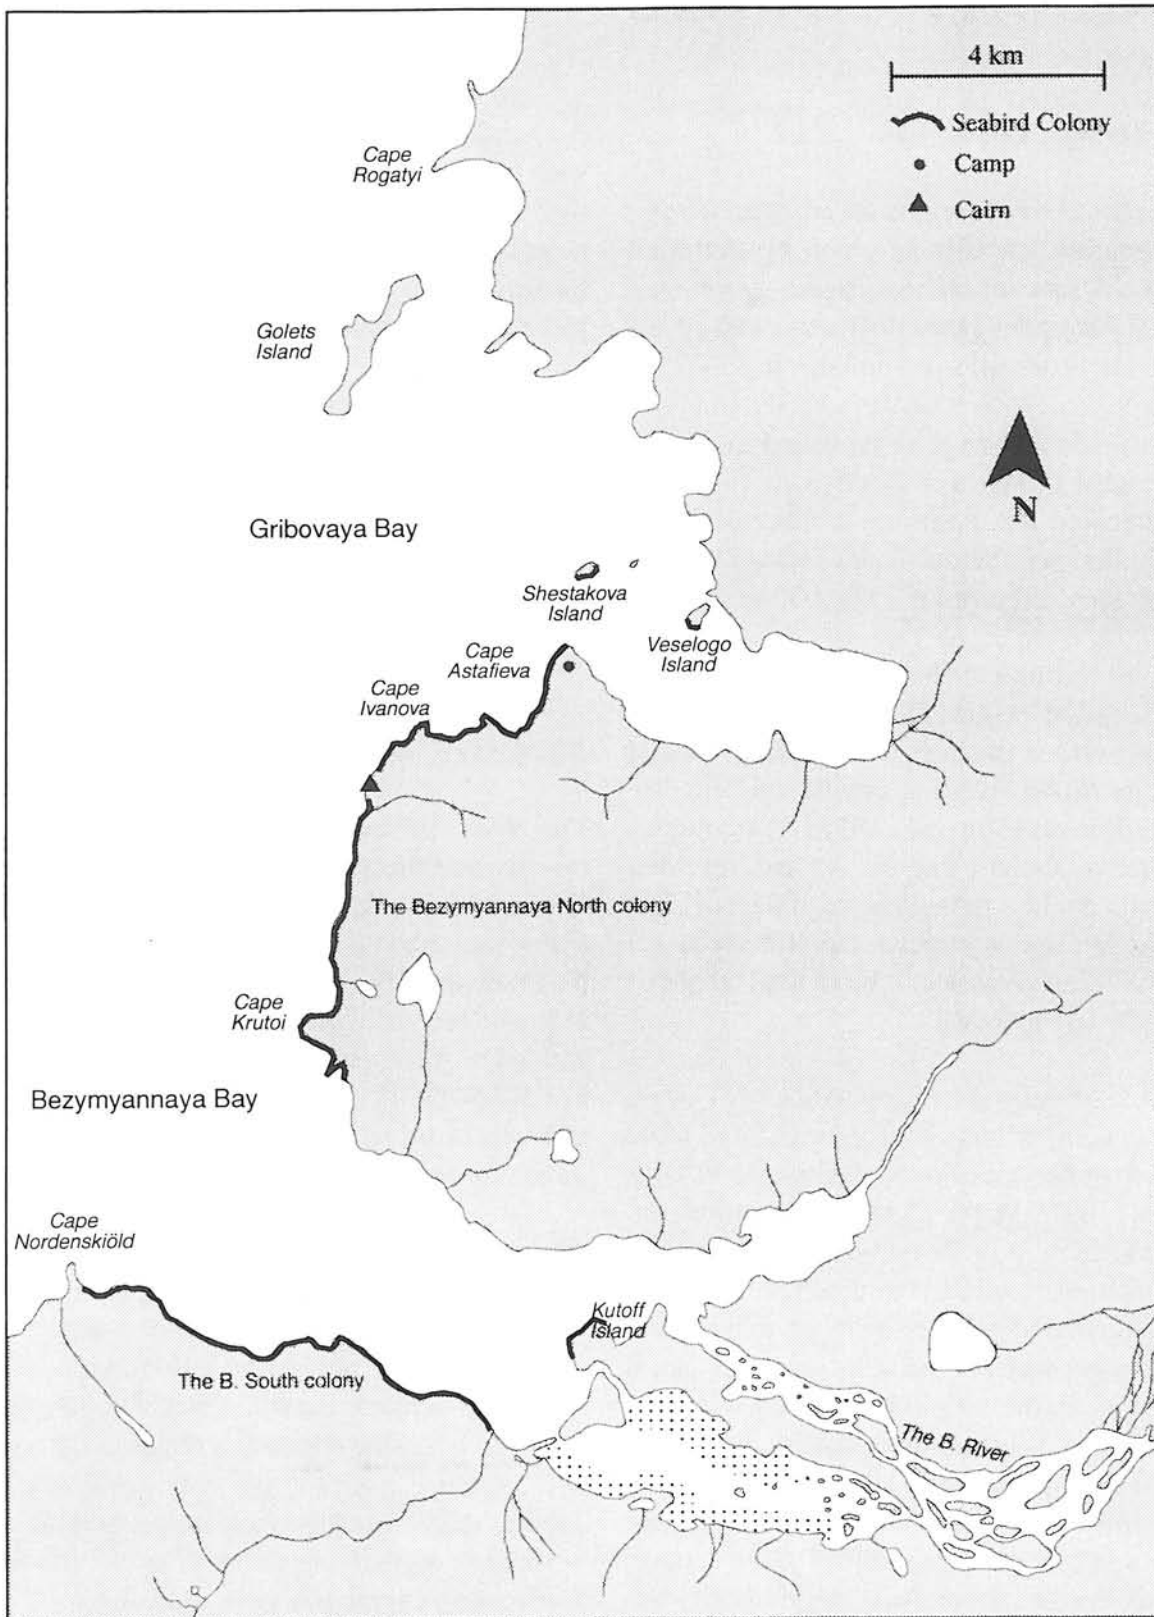 4 km
Seabird Colony
Camp
Cairn
Cape
Rogatyi
Golets
Island
N
Gribovaya Bay
Shestakova
Island
Veselogo
Island
Cape
Astafieva
Cape
Ivanova
The Bezymyannaya North colony
Cape
Krutoi
Bezymyannaya Bay
Cape
Nordenskiöld
Kutoff
Island
The B. South colony
The B. River